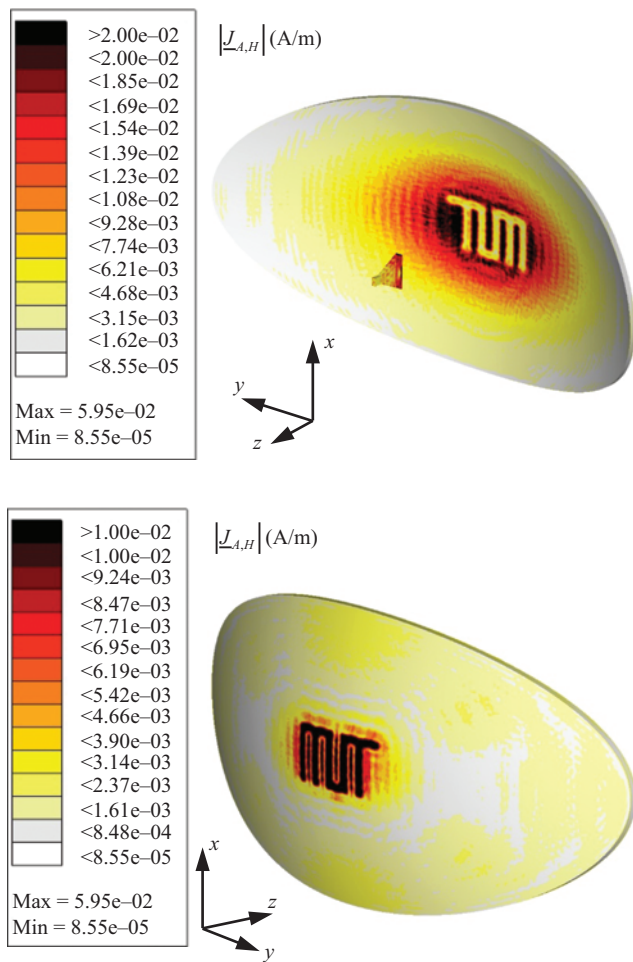 |J_A,H| (A/m)
>2.00e–02
<2.00e–02
<1.85e–02
<1.69e–02
<1.54e–02
<1.39e–02
<1.23e–02
<1.08e–02
<9.28e–03
<7.74e–03
<6.21e–03
<4.68e–03
<3.15e–03
<1.62e–03
<8.55e–05
Max = 5.95e–02
Min = 8.55e–05
TUM
x
y
z
|J_A,H| (A/m)
>1.00e–02
<1.00e–02
<9.24e–03
<8.47e–03
<7.71e–03
<6.95e–03
<6.19e–03
<5.42e–03
<4.66e–03
<3.90e–03
<3.14e–03
<2.37e–03
<1.61e–03
<8.48e–04
<8.55e–05
Max = 5.95e–02
Min = 8.55e–05
x
z
y